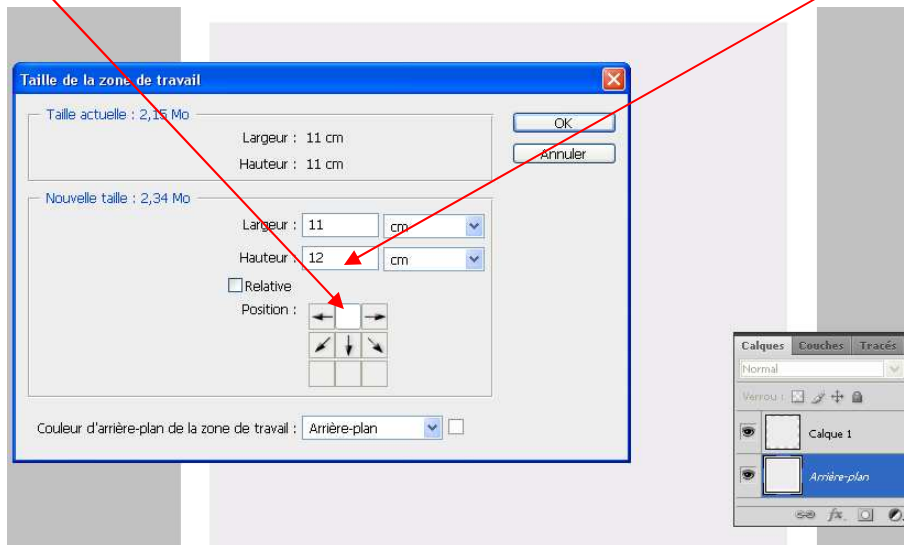 Taille de la zone de travail
Taille actuelle : 2,15 Mo
Largeur : 11 cm
Hauteur : 11 cm
OK
Annuler
Nouvelle taille : 2,34 Mo
Largeur : 11 cm
Hauteur : 12 cm
Relative
Position :
Couleur d'arrière-plan de la zone de travail : Arrière-plan
Calques Couches Tracés
Normal
Verrou :
Calque 1
Arrière-plan
fx.